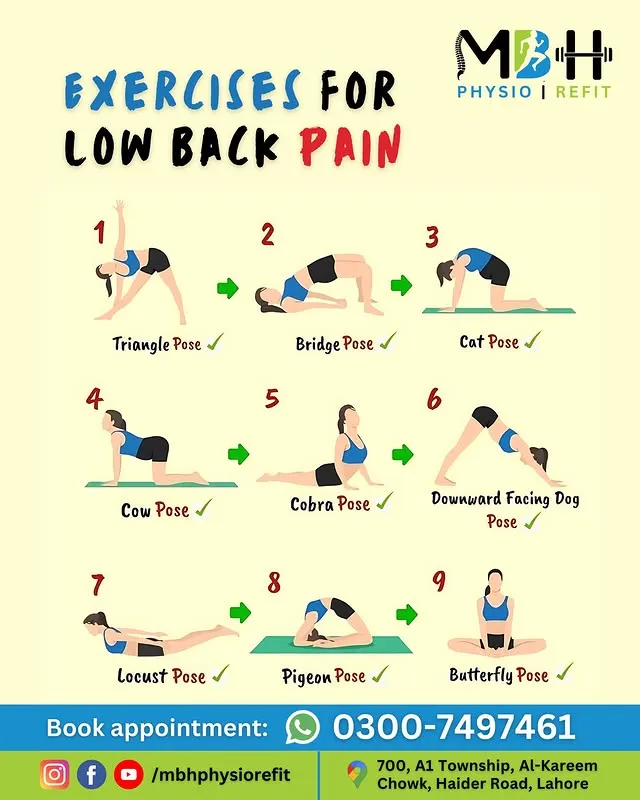 MBH
PHYSIO | REFIT
EXERCISES FOR
LOW BACK PAIN
1
2
3
Triangle Pose
Bridge Pose
Cat Pose
4
5
6
Cow Pose
Cobra Pose
Downward Facing Dog
Pose
7
8
9
Locust Pose
Pigeon Pose
Butterfly Pose
Book appointment: 0300-7497461
/mbhphysiorefit
700, A1 Township, Al-Kareem
Chowk, Haider Road, Lahore